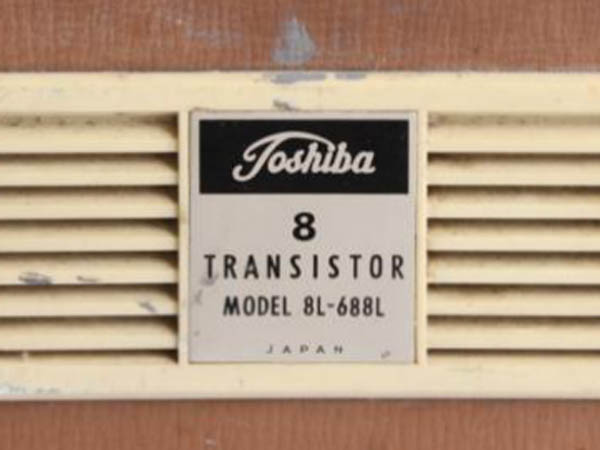 Toshiba
8
TRANSISTOR
MODEL 8L-688L
JAPAN